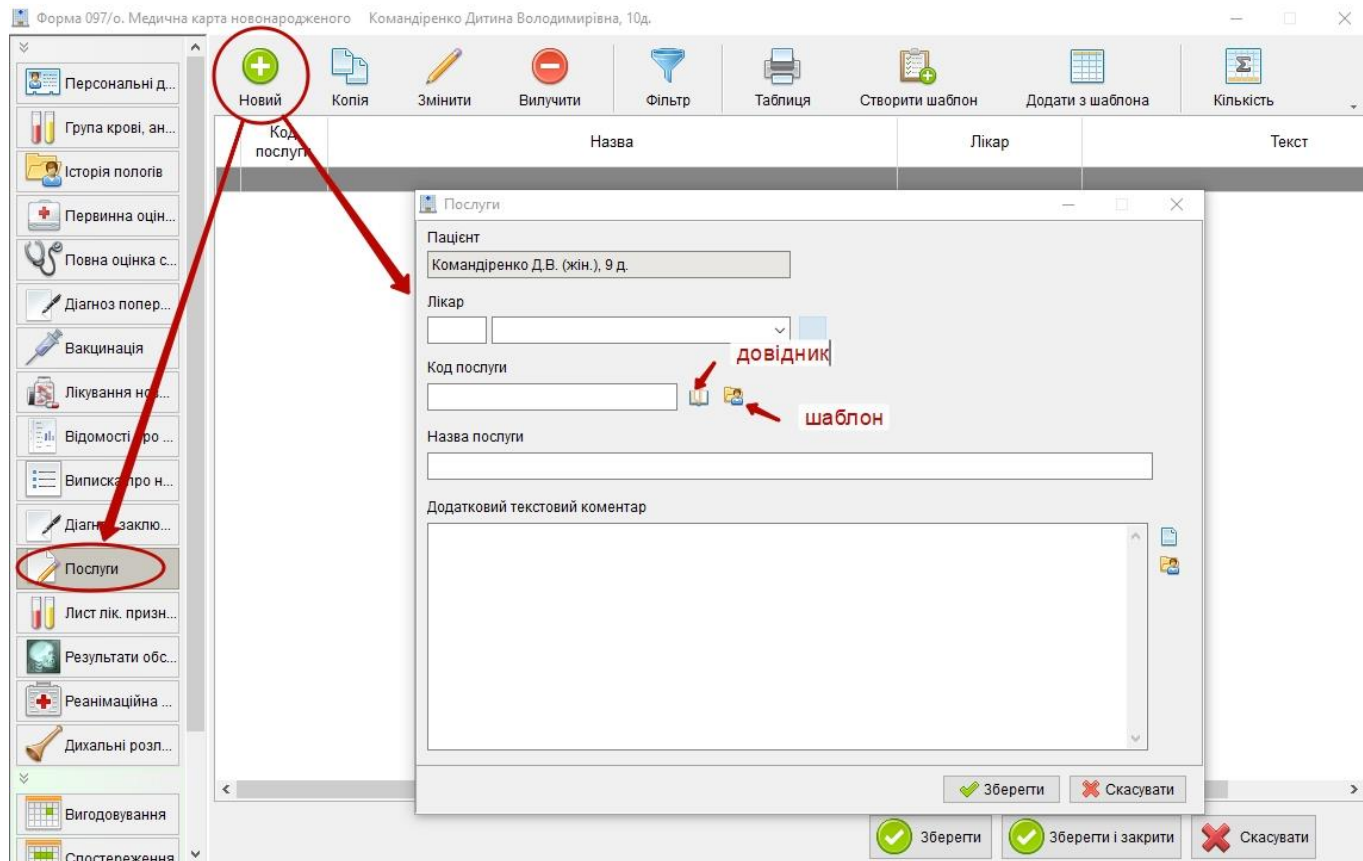 Форма 097/о. Медична карта новонародженого Командіренко Дитина Володимирівна, 10д.
Персональні д...
Група крові, ан...
Історія пологів
Первинна оцін...
Повна оцінка с...
Діагноз попер...
Вакцинація
Лікування нов...
Відомості про ...
Виписка про н...
Діагноз заклю...
Послуги
Лист лік. призн...
Результати обс...
Реанімаційна ...
Дихальні розл...
Вигодовування
Спостереження
Новий Копія Змінити Вилучити Фільтр Таблиця Створити шаблон Додати з шаблона Кількість
Код послуги Назва Лікар Текст
Послуги
Пацієнт
Командіренко Д.В. (жін.), 9 д.
Лікар
довідник
Код послуги
шаблон
Назва послуги
Додатковий текстовий коментар
Зберегти Скасувати
Зберегти Зберегти і закрити Скасувати